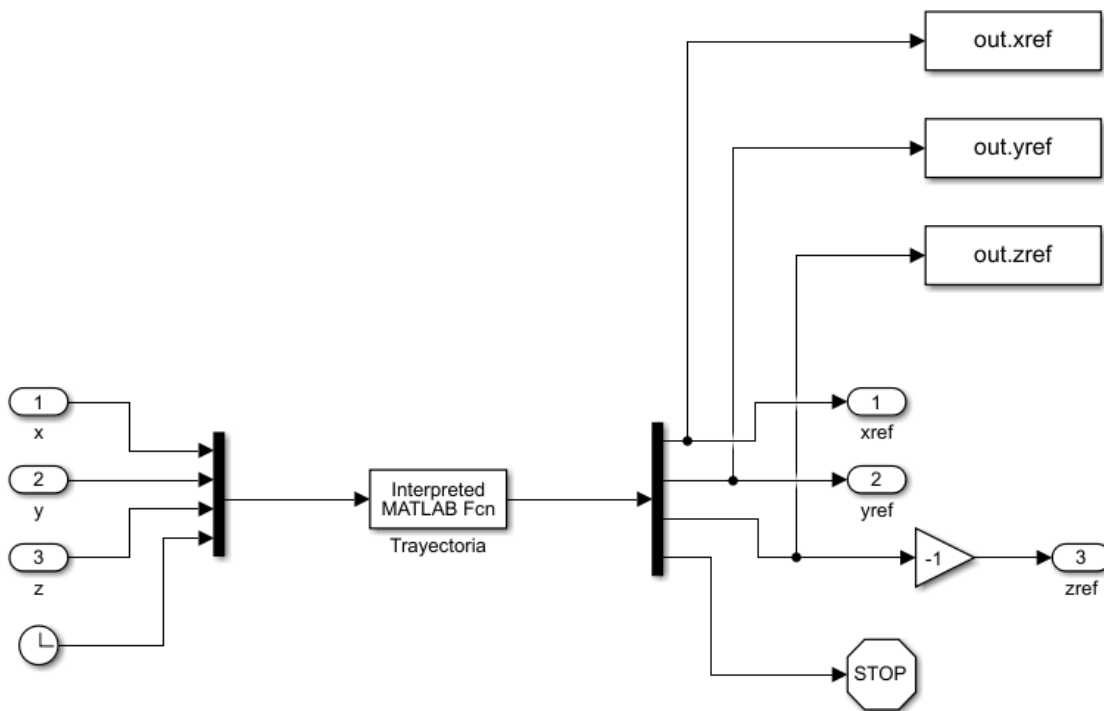 out.xref
out.yref
out.zref
1
x
1
xref
2
y
Interpreted
MATLAB Fcn
Trayectoria
2
yref
3
z
-1
3
zref
STOP